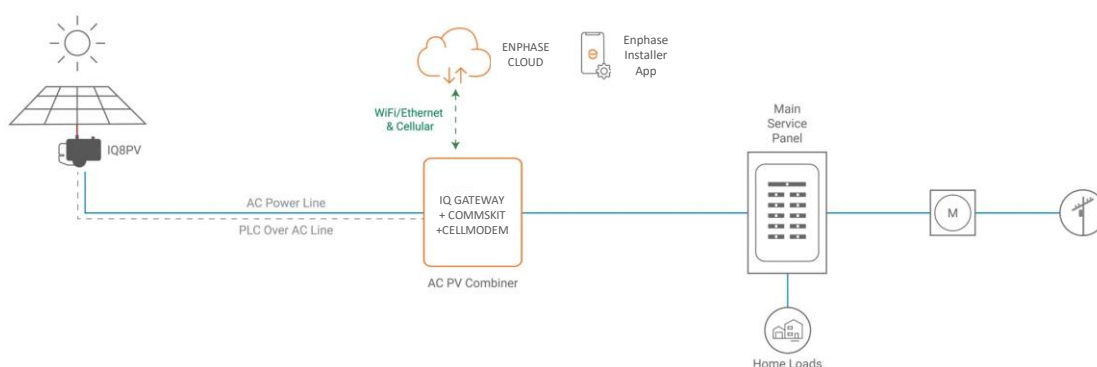 ENPHASE
CLOUD
Enphase
Installer
App
WiFi/Ethernet
& Cellular
Main
Service
Panel
IQ8PV
AC Power Line
PLC Over AC Line
IQ GATEWAY
+ COMMSKIT
+CELLMODEM
M
AC PV Combiner
Home Loads